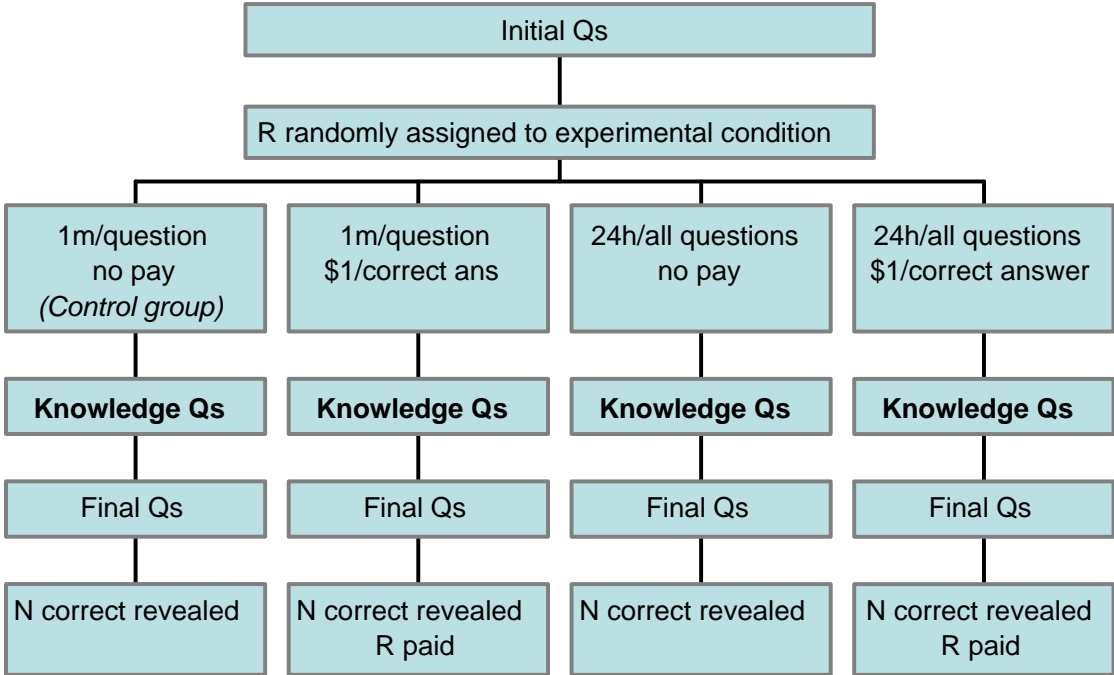 Initial Qs
R randomly assigned to experimental condition
1m/question
no pay
(Control group)
1m/question
$1/correct ans
24h/all questions
no pay
24h/all questions
$1/correct answer
Knowledge Qs
Knowledge Qs
Knowledge Qs
Knowledge Qs
Final Qs
Final Qs
Final Qs
Final Qs
N correct revealed
N correct revealed
R paid
N correct revealed
N correct revealed
R paid